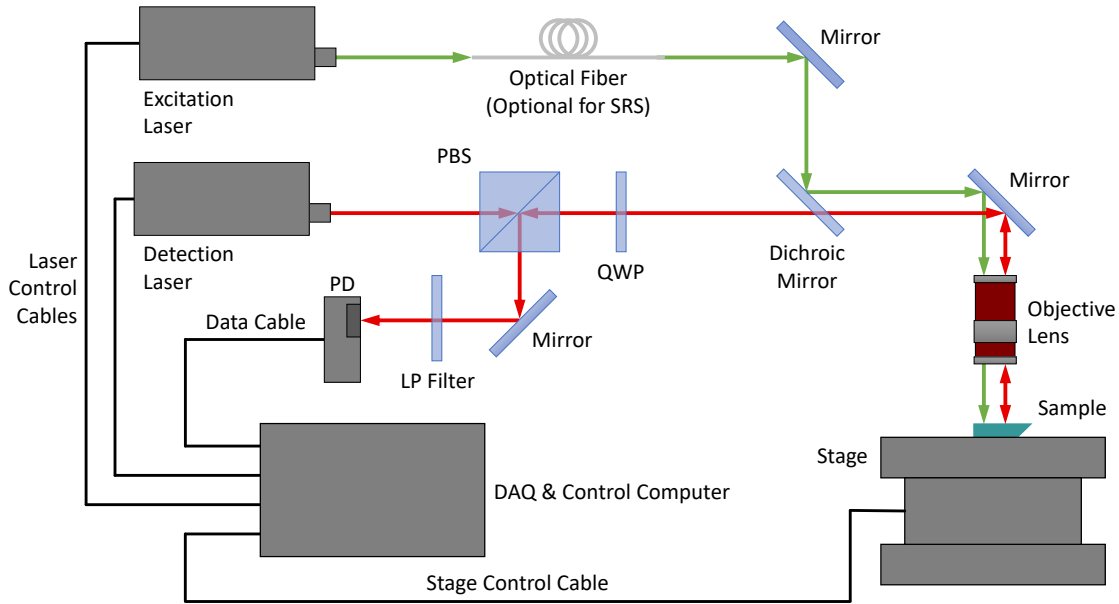 Mirror
Optical Fiber
(Optional for SRS)
Excitation
Laser
PBS
Mirror
Detection
Laser
QWP
Dichroic
Mirror
Laser
Control
Cables
PD
Data Cable
Mirror
LP Filter
Objective
Lens
Sample
Stage
DAQ & Control Computer
Stage Control Cable